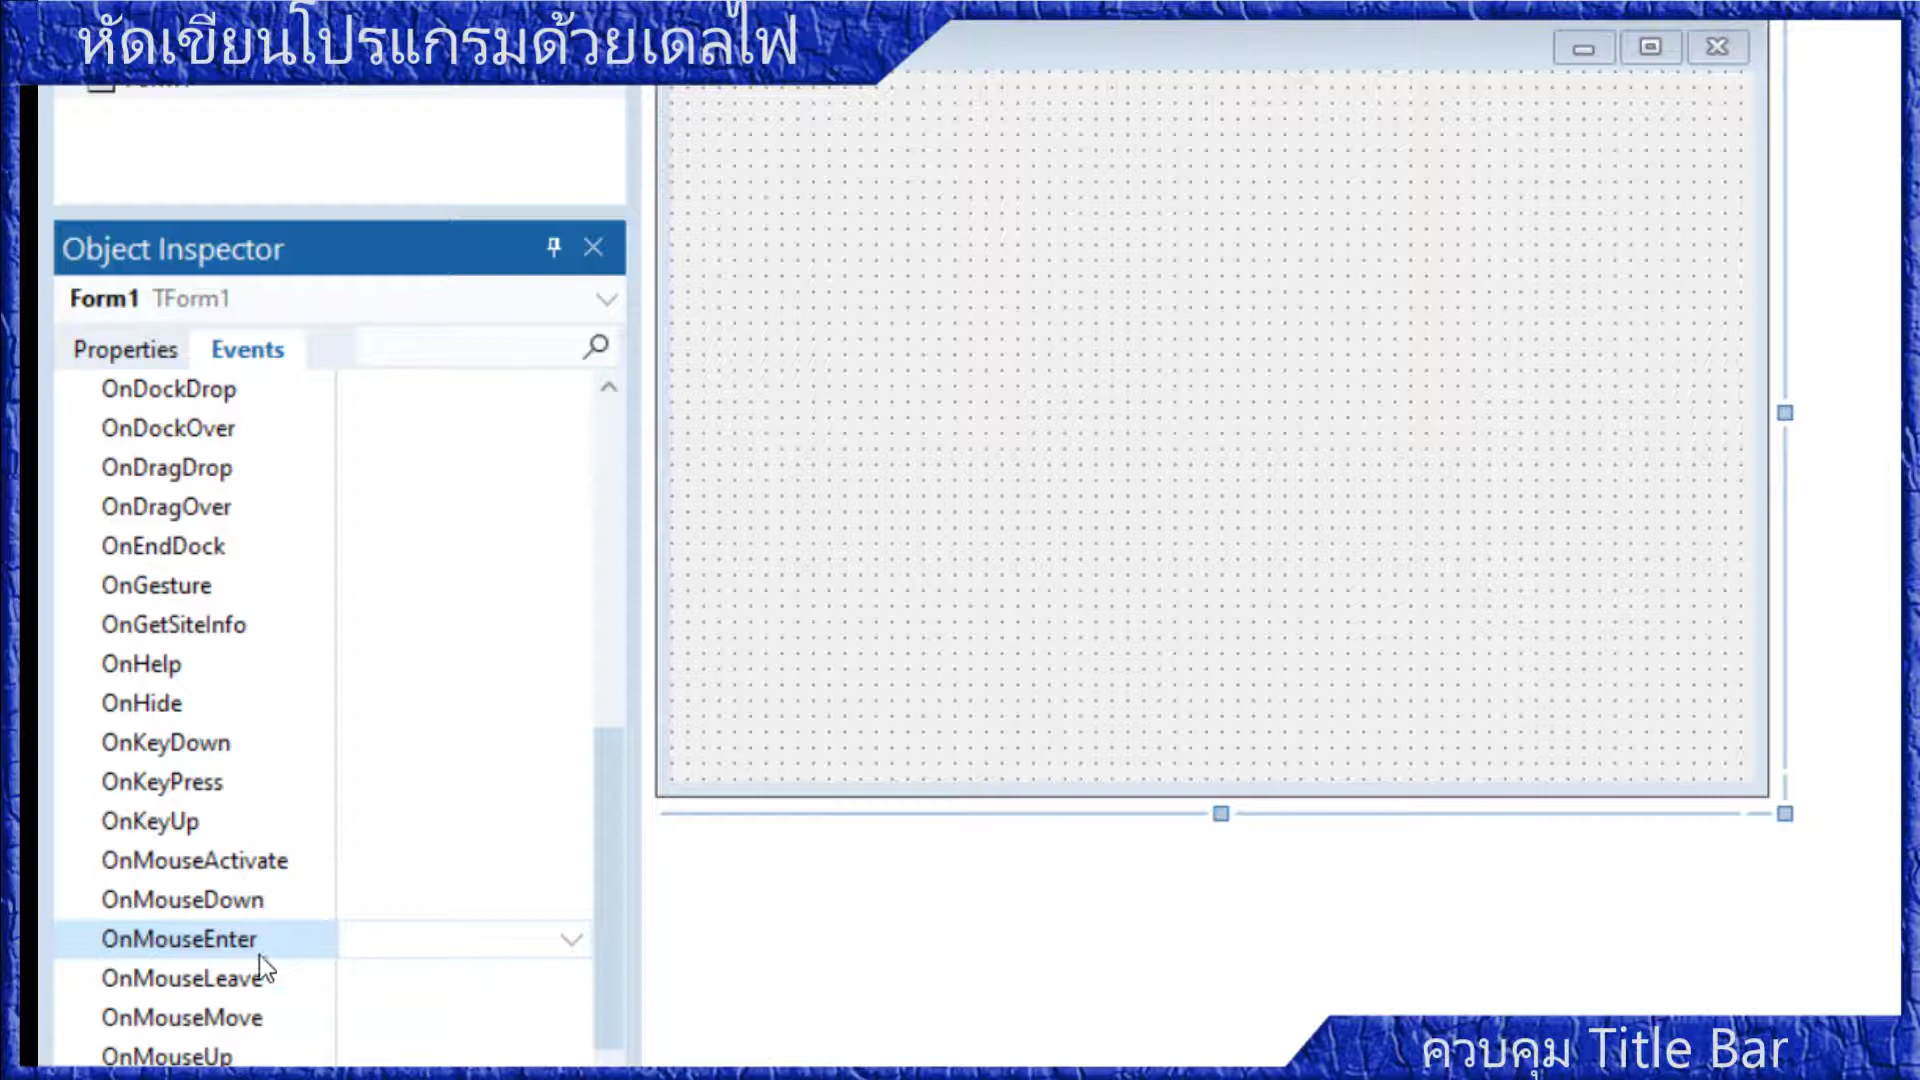 หัดเขียนโปรแกรมด้วยเดลไฟ
Object Inspector
Form1 TForm1
Properties Events
OnDockDrop
OnDockOver
OnDragDrop
OnDragOver
OnEndDock
OnGesture
OnGetSiteInfo
OnHelp
OnHide
OnKeyDown
OnKeyPress
OnKeyUp
OnMouseActivate
OnMouseDown
OnMouseEnter
OnMouseLeave
OnMouseMove
OnMouseUp
ควบคุม Title Bar